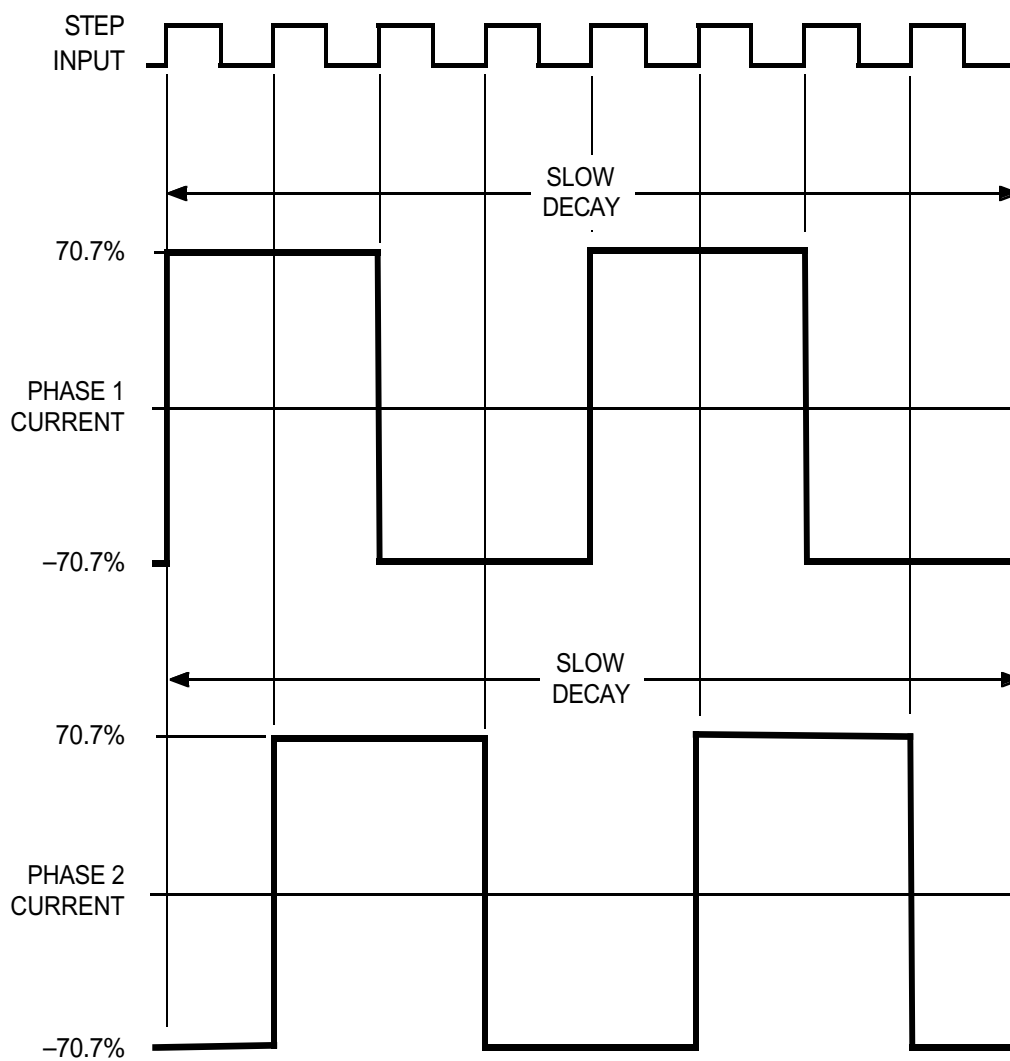 STEP
INPUT
SLOW
DECAY
70.7%
PHASE 1
CURRENT
–70.7%
SLOW
DECAY
70.7%
PHASE 2
CURRENT
–70.7%